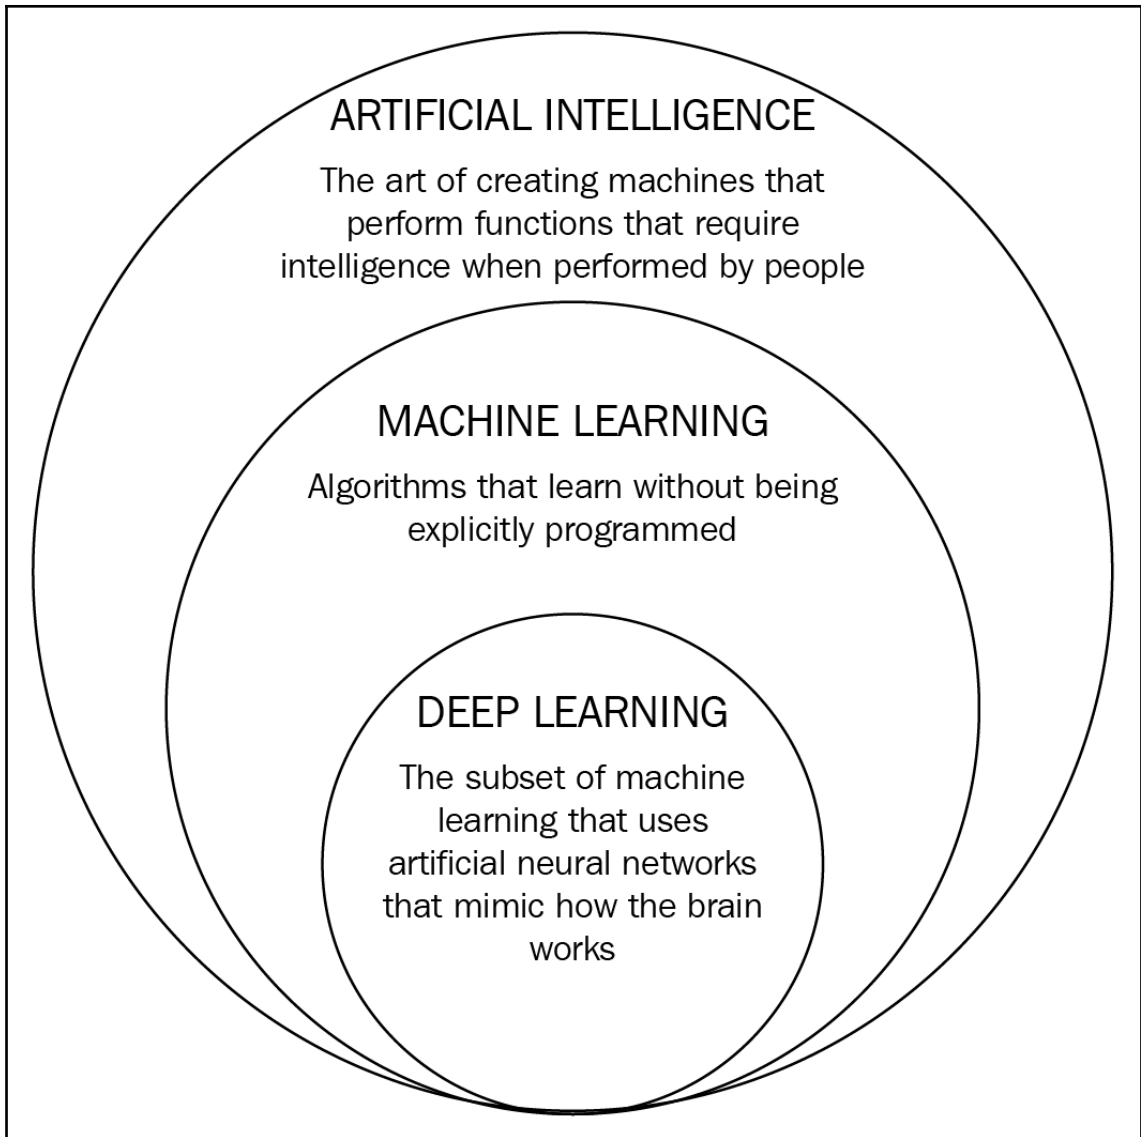 ARTIFICIAL INTELLIGENCE
The art of creating machines that
perform functions that require
intelligence when performed by people
MACHINE LEARNING
Algorithms that learn without being
explicitly programmed
DEEP LEARNING
The subset of machine
learning that uses
artificial neural networks
that mimic how the brain
works